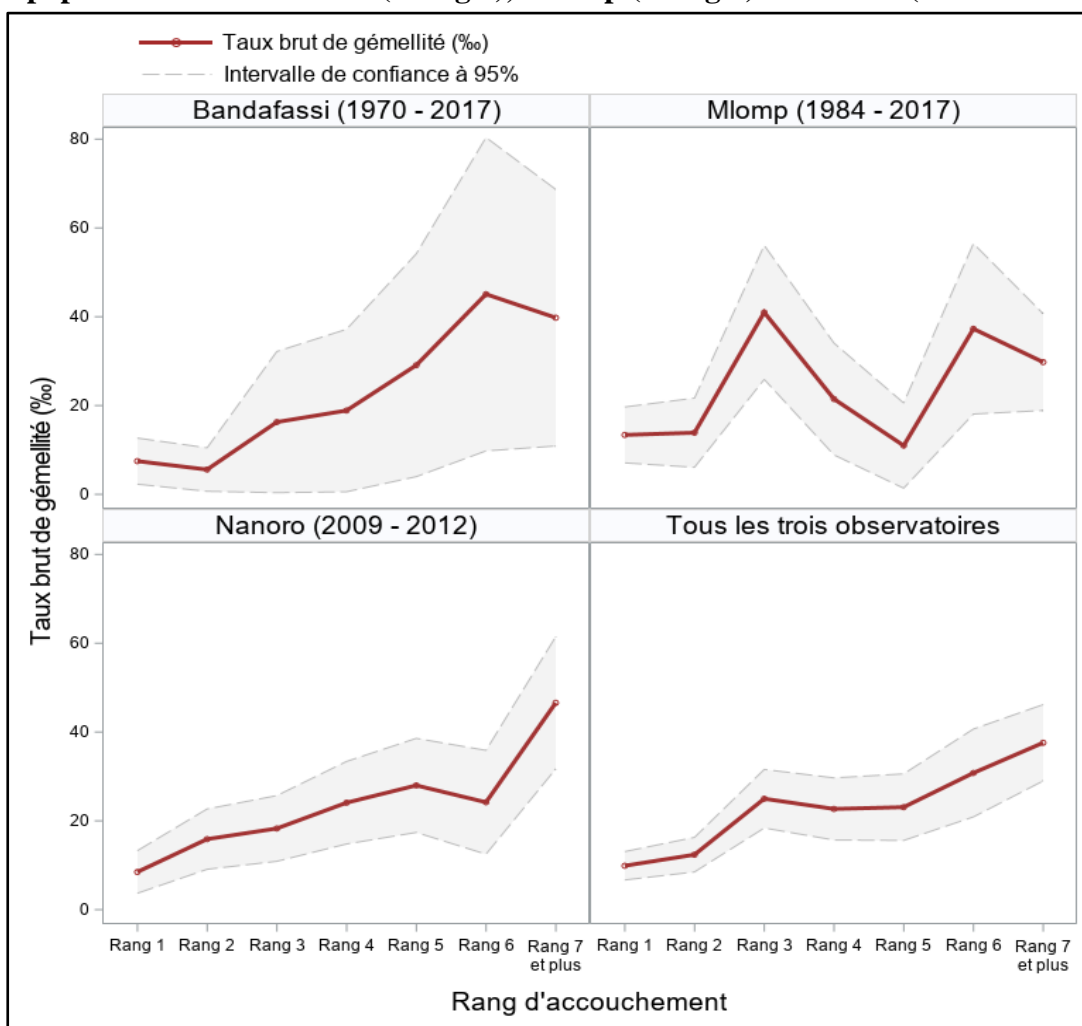 Taux brut de gémellité (‰)
Intervalle de confiance à 95%
Bandafassi (1970 - 2017)
Mlomp (1984 - 2017)
80
60
40
20
0
Taux brut de gémellité (‰)
Nanoro (2009 - 2012)
Tous les trois observatoires
80
60
40
20
0
Rang 1 Rang 2 Rang 3 Rang 4 Rang 5 Rang 6 Rang 7 et plus
Rang 1 Rang 2 Rang 3 Rang 4 Rang 5 Rang 6 Rang 7 et plus
Rang d'accouchement